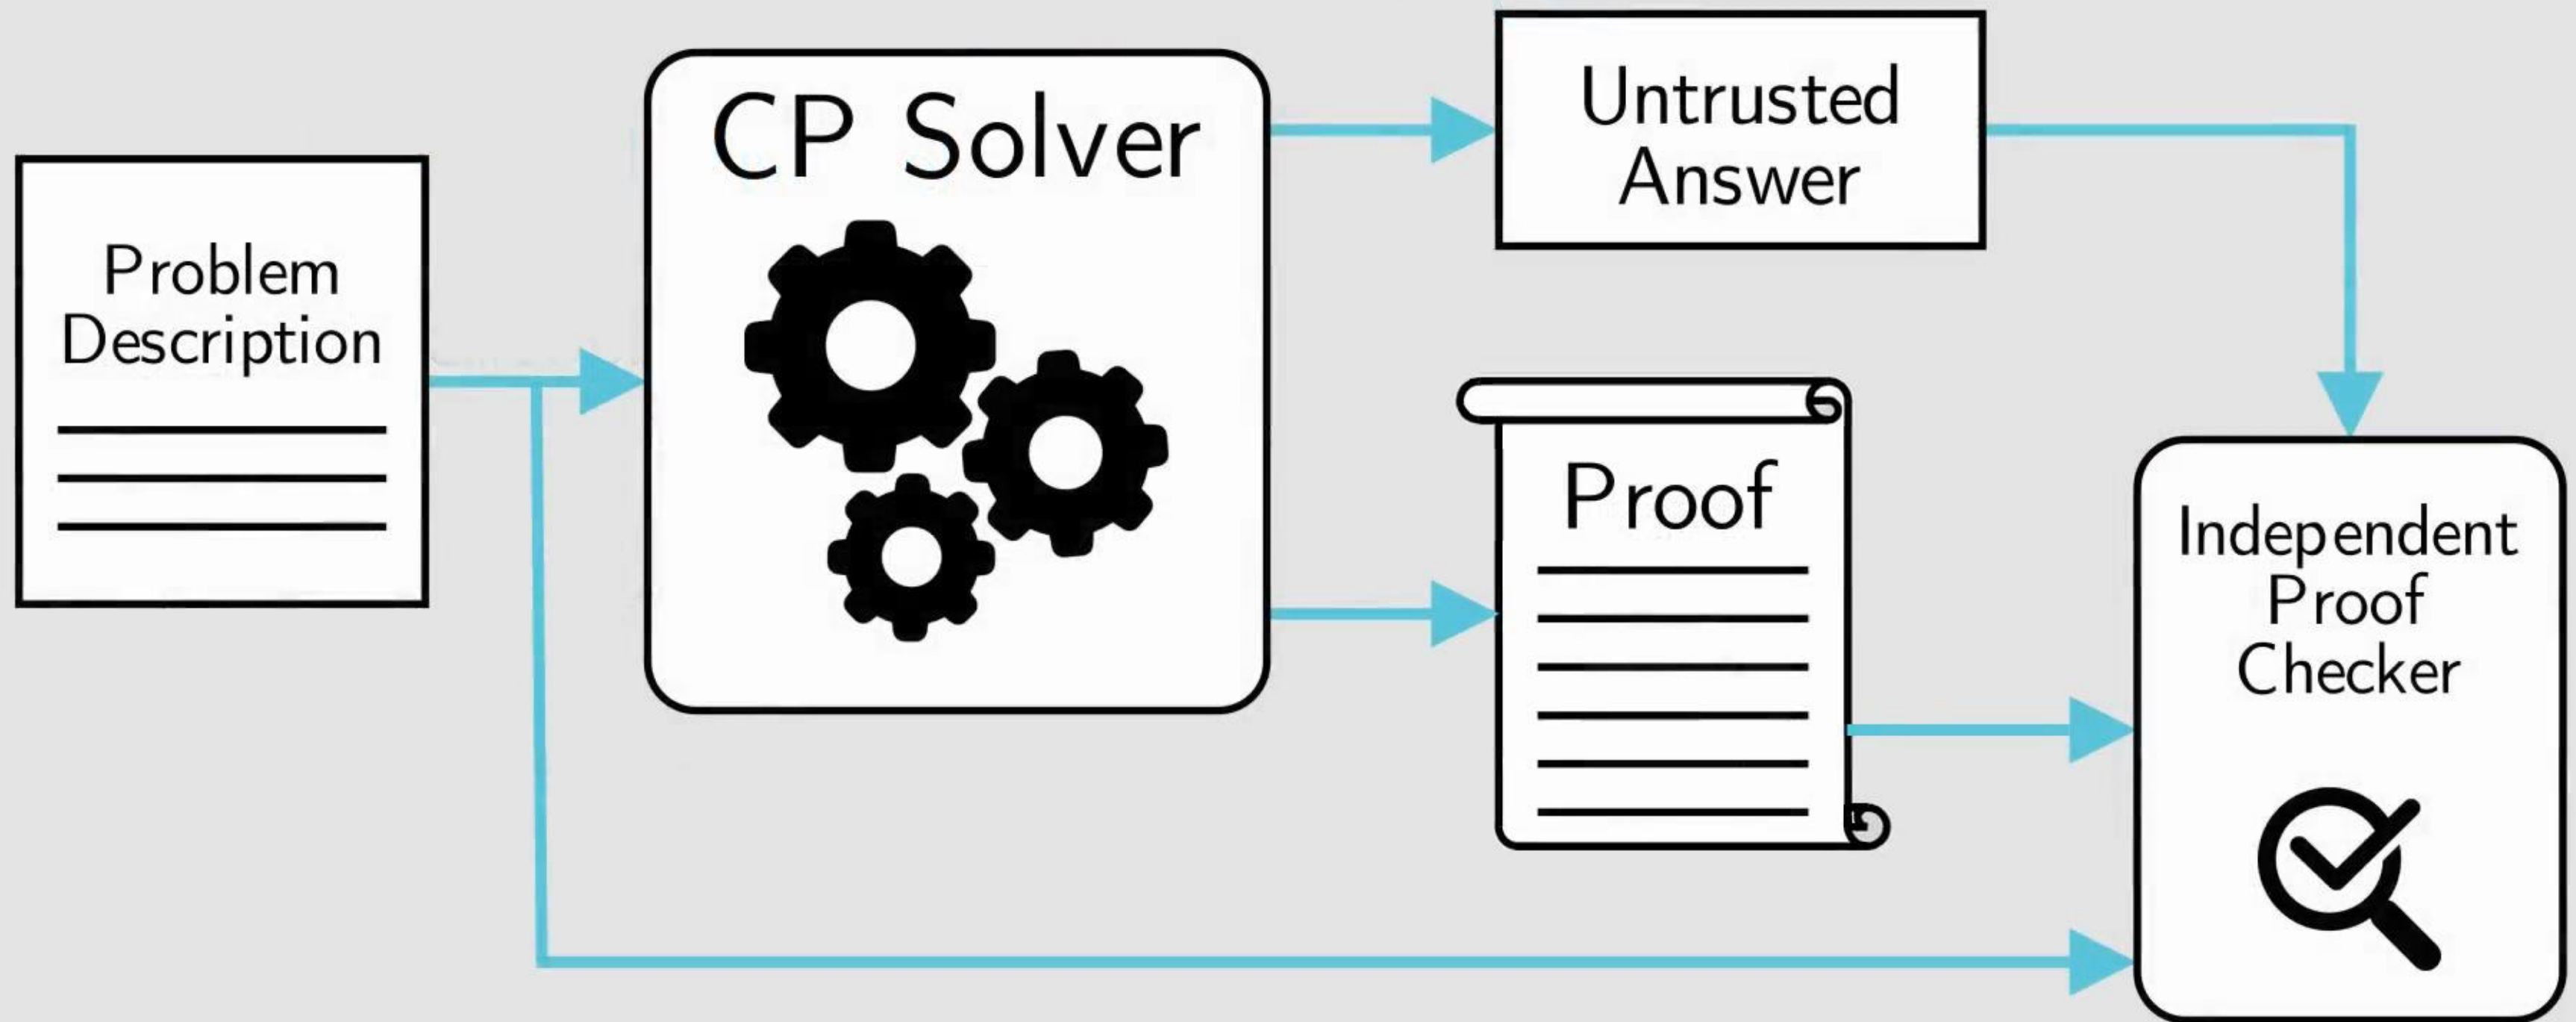 Problem
Description
CP Solver
Untrusted
Answer
Proof
Independent
Proof
Checker